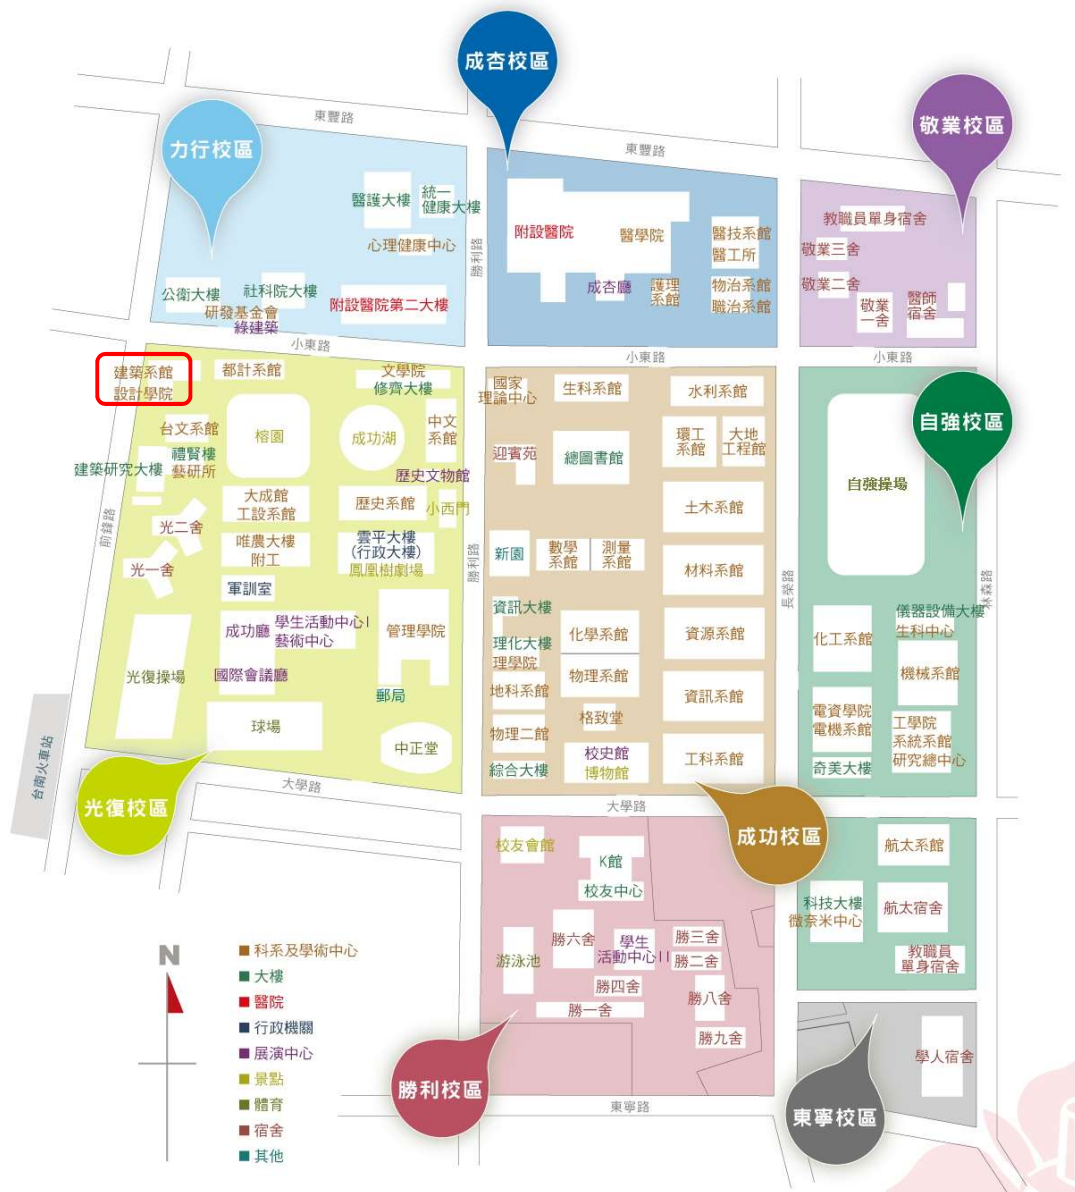 成杏校區
敬業校區
力行校區
東豐路
東豐路
醫護大樓
統一
健康大樓
心理健康中心
公衛大樓
社科院大樓
研發基金會
綠建築
附設醫院第二大樓
勝利路
附設醫院
醫學院
成杏廳
護理
系館
醫技系館
醫工所
物治系館
職治系館
教職員單身宿舍
敬業三舍
敬業二舍
敬業
一舍
醫師
宿舍
小東路
小東路
小東路
建築系館
設計學院
都計系館
文學院
修齊大樓
台文系館
榕園
成功湖
中文
系館
禮賢樓
藝研所
建築研究大樓
歷史文物館
大成館
工設系館
歷史系館
小西門
光二舍
唯農大樓
附工
雲平大樓
(行政大樓)
鳳凰樹劇場
光一舍
軍訓室
成功廳
學生活動中心I
藝術中心
管理學院
光復操場
國際會議廳
郵局
球場
中正堂
前鋒路
勝利路
台南火車站
光復校區
大學路
國家
理論中心
生科系館
水利系館
迎賓苑
總圖書館
環工
系館
大地
工程館
土木系館
新園
數學
系館
測量
系館
材料系館
資訊大樓
理化大樓
理學院
化學系館
資源系館
地科系館
物理系館
資訊系館
物理二館
格致堂
綜合大樓
校史館
博物館
工科系館
長榮路
自強校區
自強操場
林森路
化工系館
儀器設備大樓
生科中心
機械系館
電資學院
電機系館
工學院
系統系館
研究總中心
奇美大樓
大學路
成功校區
校友會館
K館
校友中心
勝六舍
學生
活動中心II
勝三舍
勝二舍
游泳池
勝四舍
勝一舍
勝八舍
勝九舍
勝利校區
東寧路
航太系館
科技大樓
微奈米中心
航太宿舍
教職員
單身宿舍
學人宿舍
東寧校區
N
科系及學術中心
大樓
醫院
行政機關
展演中心
景點
體育
宿舍
其他